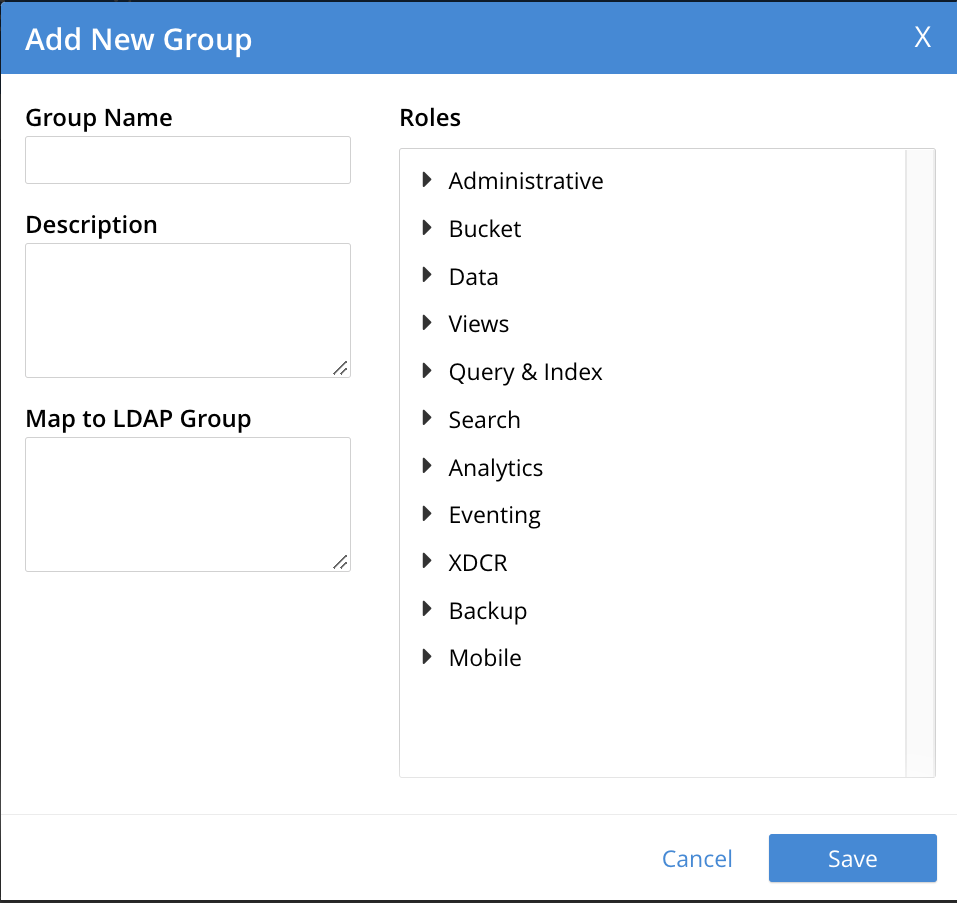 Add New Group
X
Group Name
Description
Map to LDAP Group
Roles
Administrative
Bucket
Data
Views
Query & Index
Search
Analytics
Eventing
XDCR
Backup
Mobile
Cancel
Save